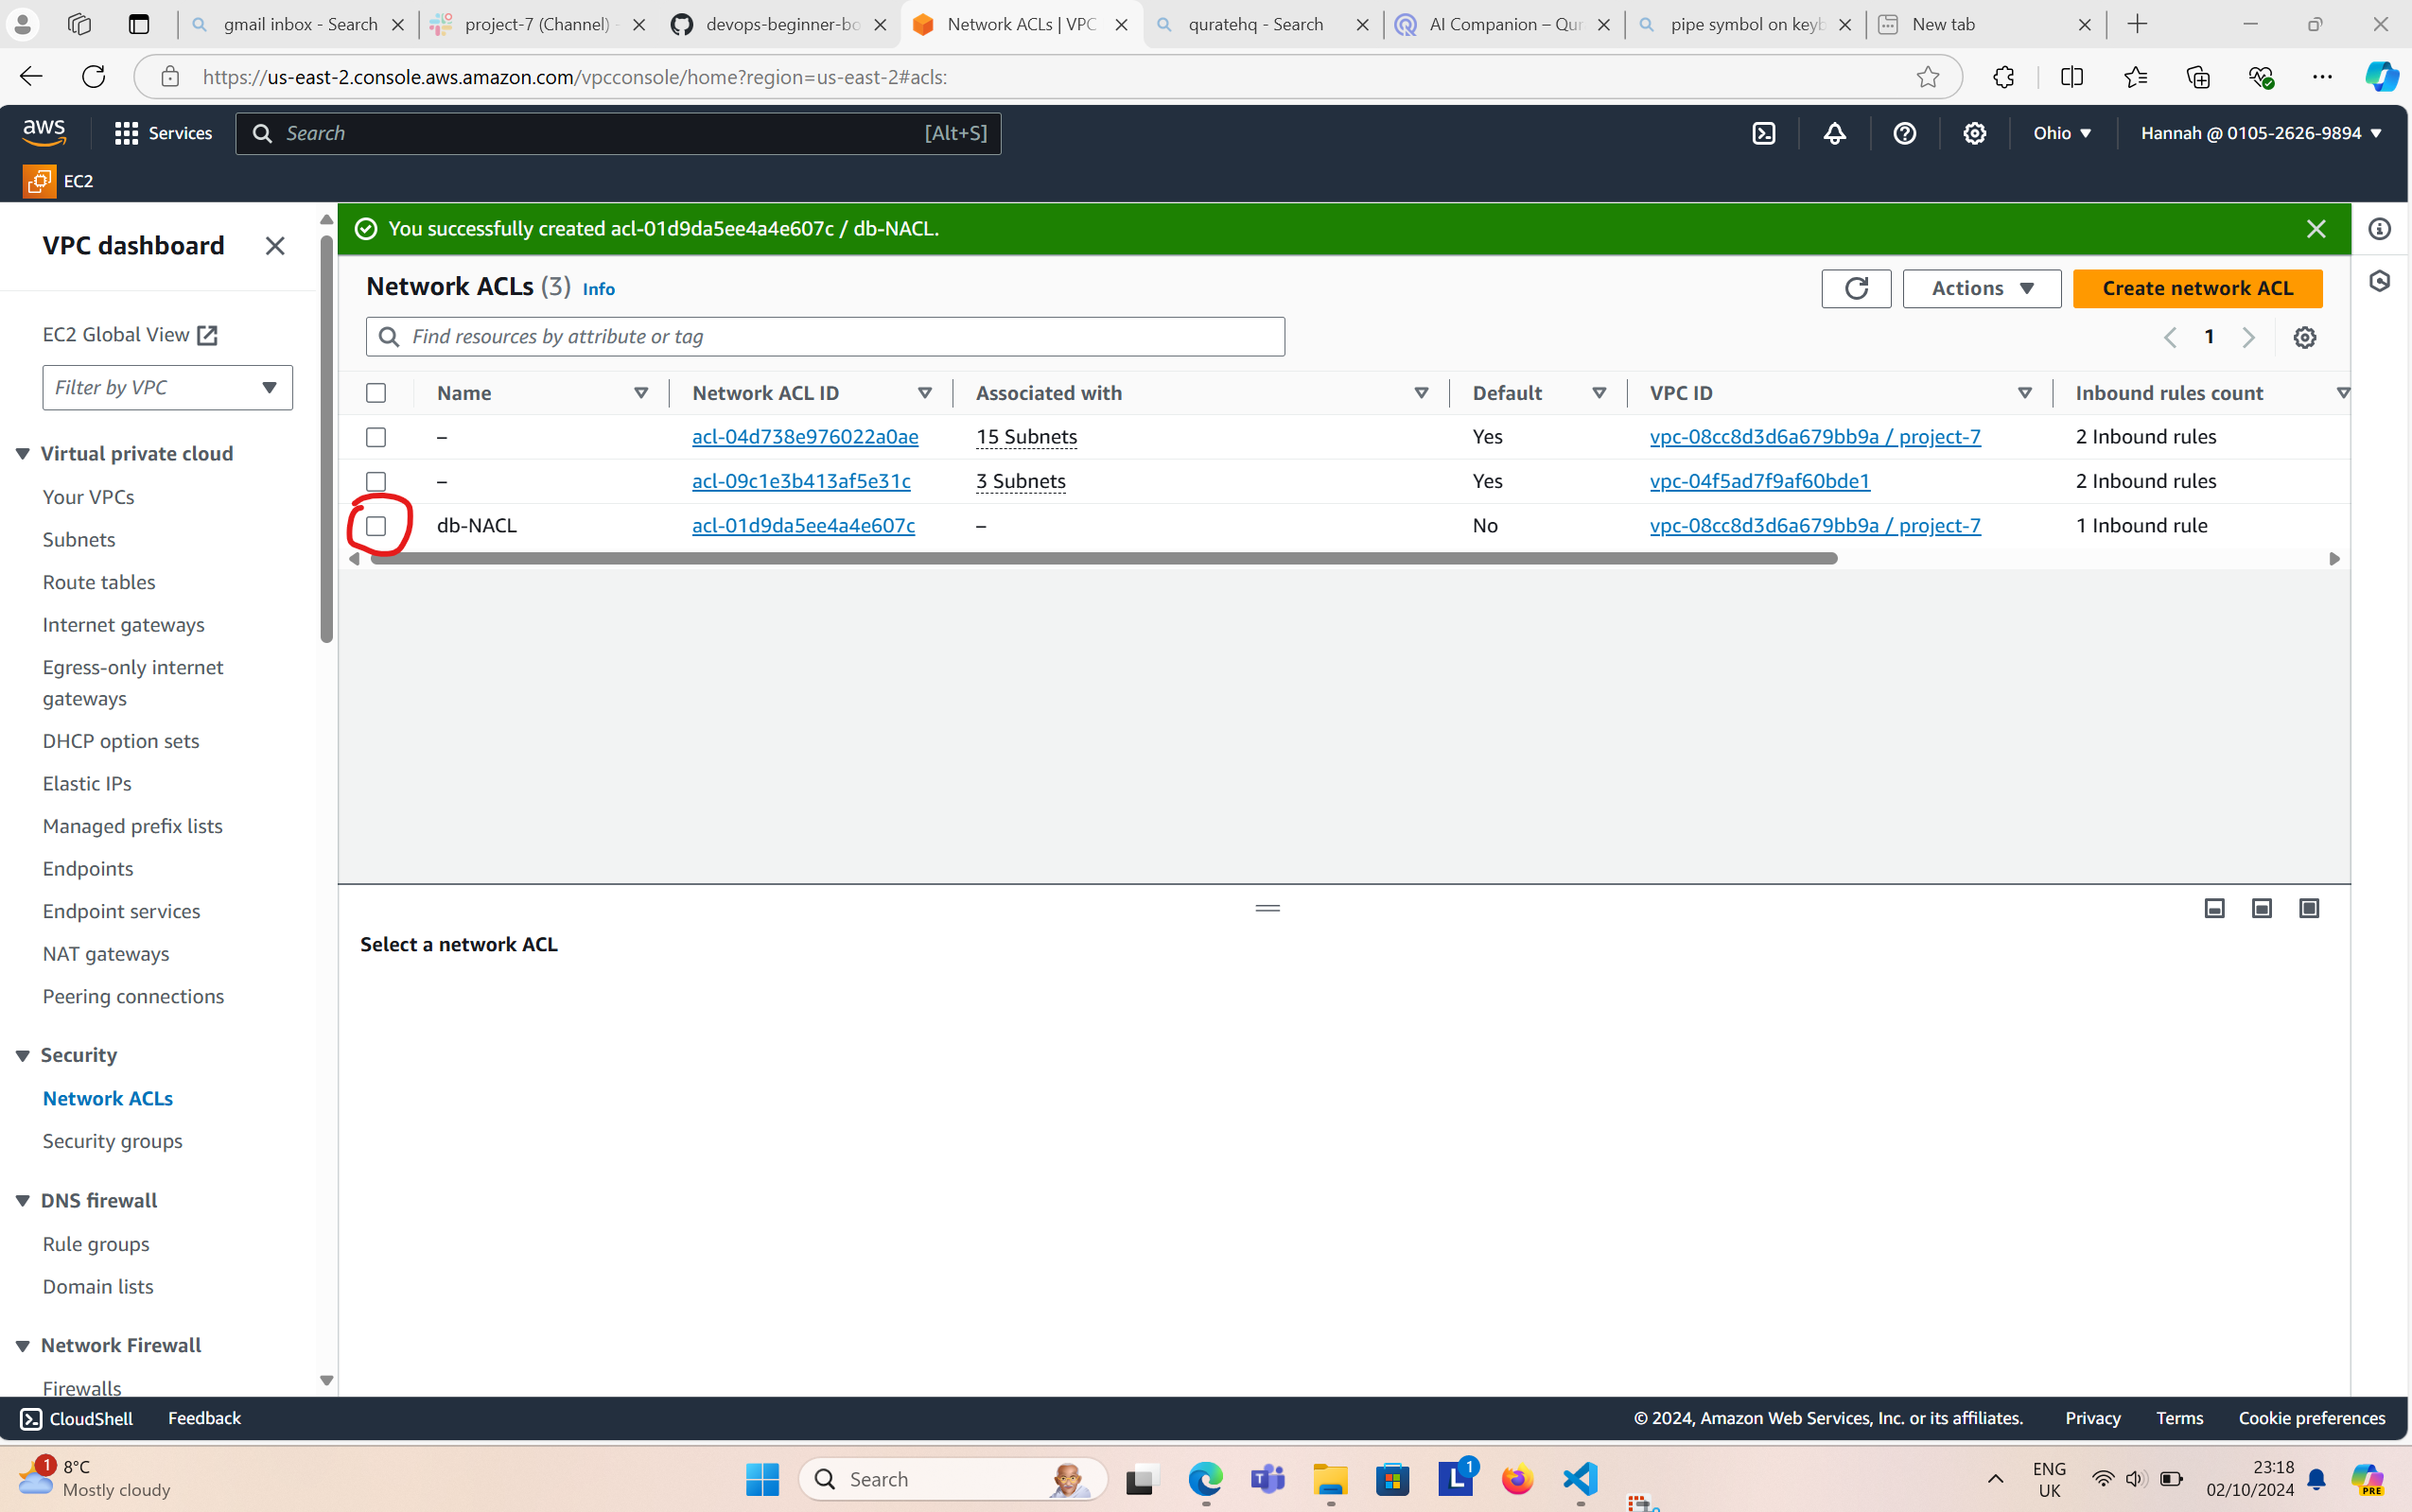 gmail inbox - Search
project-7 (Channel) -
devops-beginner-bo
Network ACLs | VPC
quratehq - Search
AI Companion – Qur
pipe symbol on keyb
New tab
https://us-east-2.console.aws.amazon.com/vpcconsole/home?region=us-east-2#acls:
aws
Services
Search
[Alt+S]
Ohio
Hannah @ 0105-2626-9894
EC2
VPC dashboard
You successfully created acl-01d9da5ee4a4e607c / db-NACL.
EC2 Global View
Filter by VPC
Virtual private cloud
Your VPCs
Subnets
Route tables
Internet gateways
Egress-only internet
gateways
DHCP option sets
Elastic IPs
Managed prefix lists
Endpoints
Endpoint services
NAT gateways
Peering connections
Security
Network ACLs
Security groups
DNS firewall
Rule groups
Domain lists
Network Firewall
Firewalls
Network ACLs (3) Info
Actions
Create network ACL
Find resources by attribute or tag
1
Name Network ACL ID Associated with Default VPC ID Inbound rules count
– acl-04d738e976022a0ae 15 Subnets Yes vpc-08cc8d3d6a679bb9a / project-7 2 Inbound rules
– acl-09c1e3b413af5e31c 3 Subnets Yes vpc-04f5ad7f9af60bde1 2 Inbound rules
db-NACL acl-01d9da5ee4a4e607c – No vpc-08cc8d3d6a679bb9a / project-7 1 Inbound rule
Select a network ACL
CloudShell
Feedback
© 2024, Amazon Web Services, Inc. or its affiliates.
Privacy
Terms
Cookie preferences
1
8°C
Mostly cloudy
Search
T
L
1
ENG
UK
23:18
02/10/2024
PRE